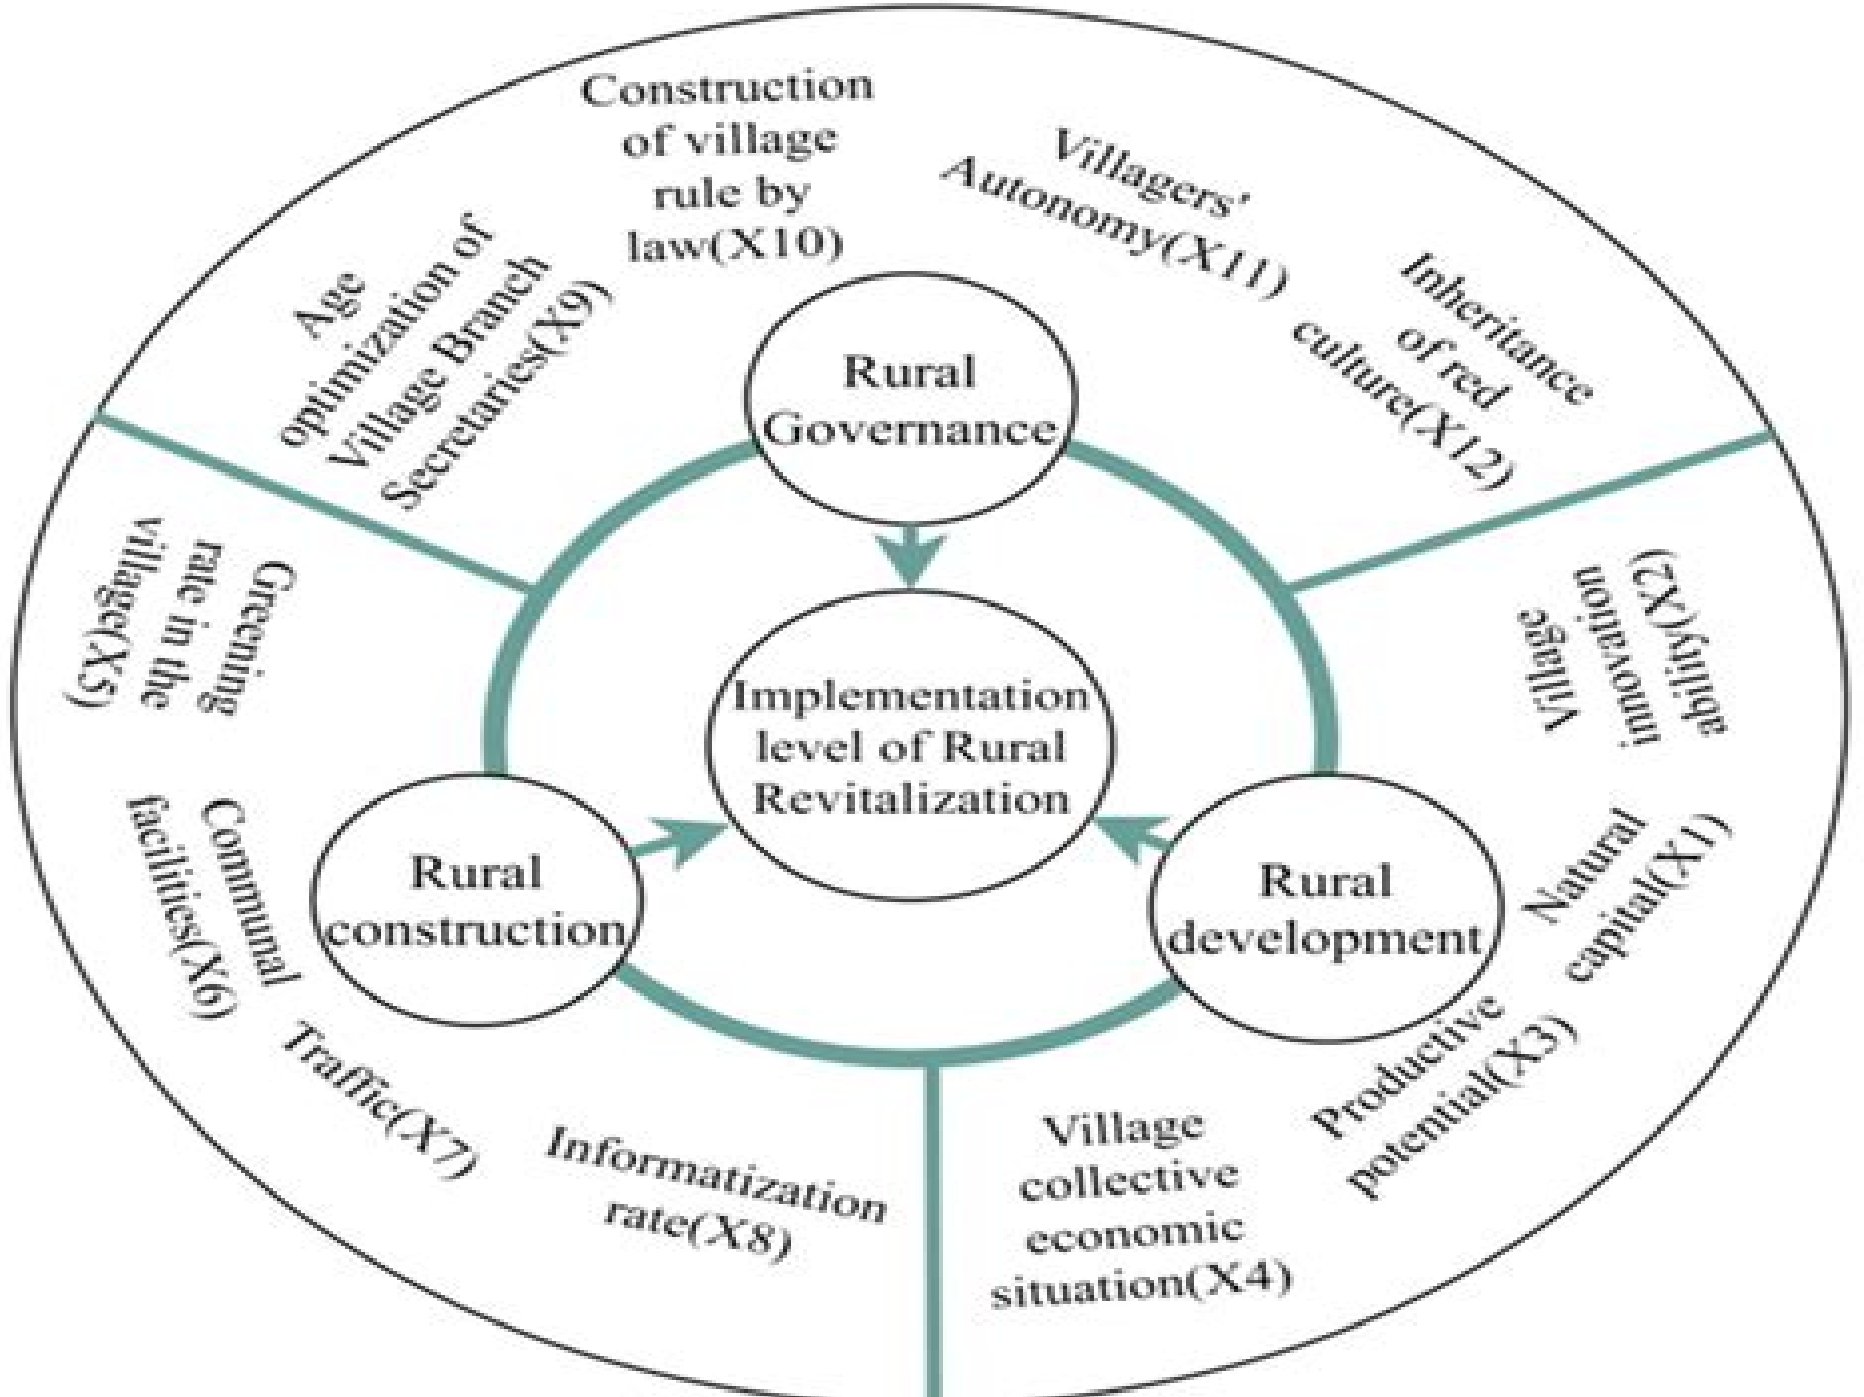 Construction
of village
rule by
law(X10)
Villagers'
Autonomy(X11)
Inheritance
of red
culture(X12)
Age
optimization of
Village Branch
Secretaries(X9)
Rural
Governance
Greening
rate in the
village(X5)
Village
innovation
ability(X2)
Implementation
level of Rural
Revitalization
Communal
facilities(X6)
Rural
construction
Rural
development
Natural
capital(X1)
Traffic(X7)
Productive
potential(X3)
Informatization
rate(X8)
Village
collective
economic
situation(X4)